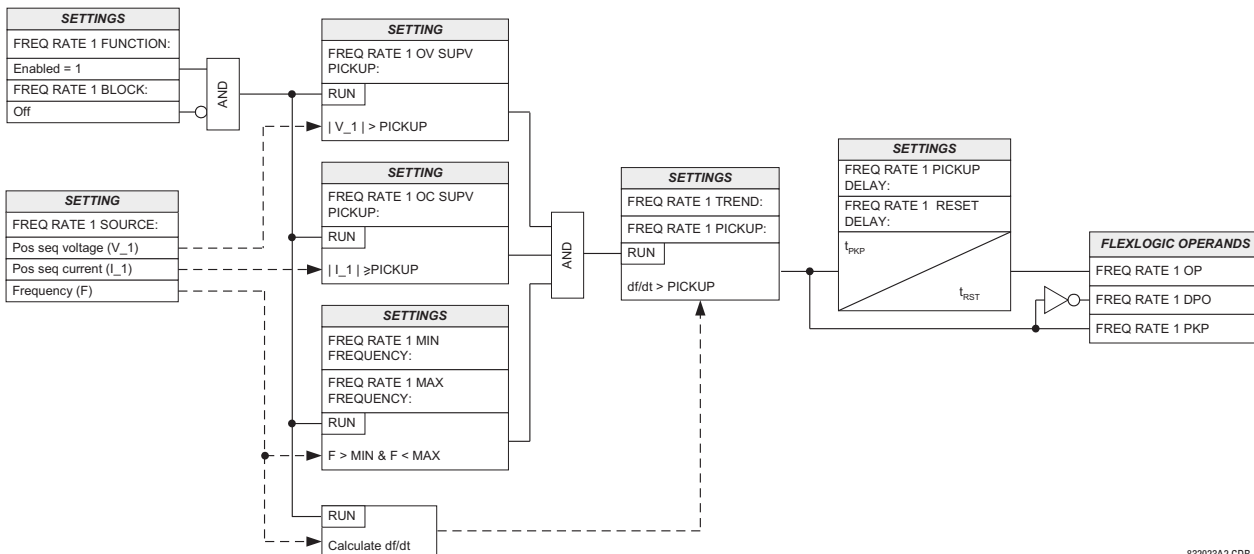 SETTINGS
FREQ RATE 1 FUNCTION:
Enabled = 1
FREQ RATE 1 BLOCK:
Off
AND
SETTING
FREQ RATE 1 SOURCE:
Pos seq voltage (V_1)
Pos seq current (I_1)
Frequency (F)
SETTING
FREQ RATE 1 OV SUPV
PICKUP:
RUN
| V_1 | > PICKUP
SETTING
FREQ RATE 1 OC SUPV
PICKUP:
RUN
| I_1 | ≥PICKUP
SETTINGS
FREQ RATE 1 MIN
FREQUENCY:
FREQ RATE 1 MAX
FREQUENCY:
RUN
F > MIN & F < MAX
RUN
Calculate df/dt
AND
SETTINGS
FREQ RATE 1 TREND:
FREQ RATE 1 PICKUP:
RUN
df/dt > PICKUP
SETTINGS
FREQ RATE 1 PICKUP
DELAY:
FREQ RATE 1 RESET
DELAY:
tPKP
tRST
FLEXLOGIC OPERANDS
FREQ RATE 1 OP
FREQ RATE 1 DPO
FREQ RATE 1 PKP